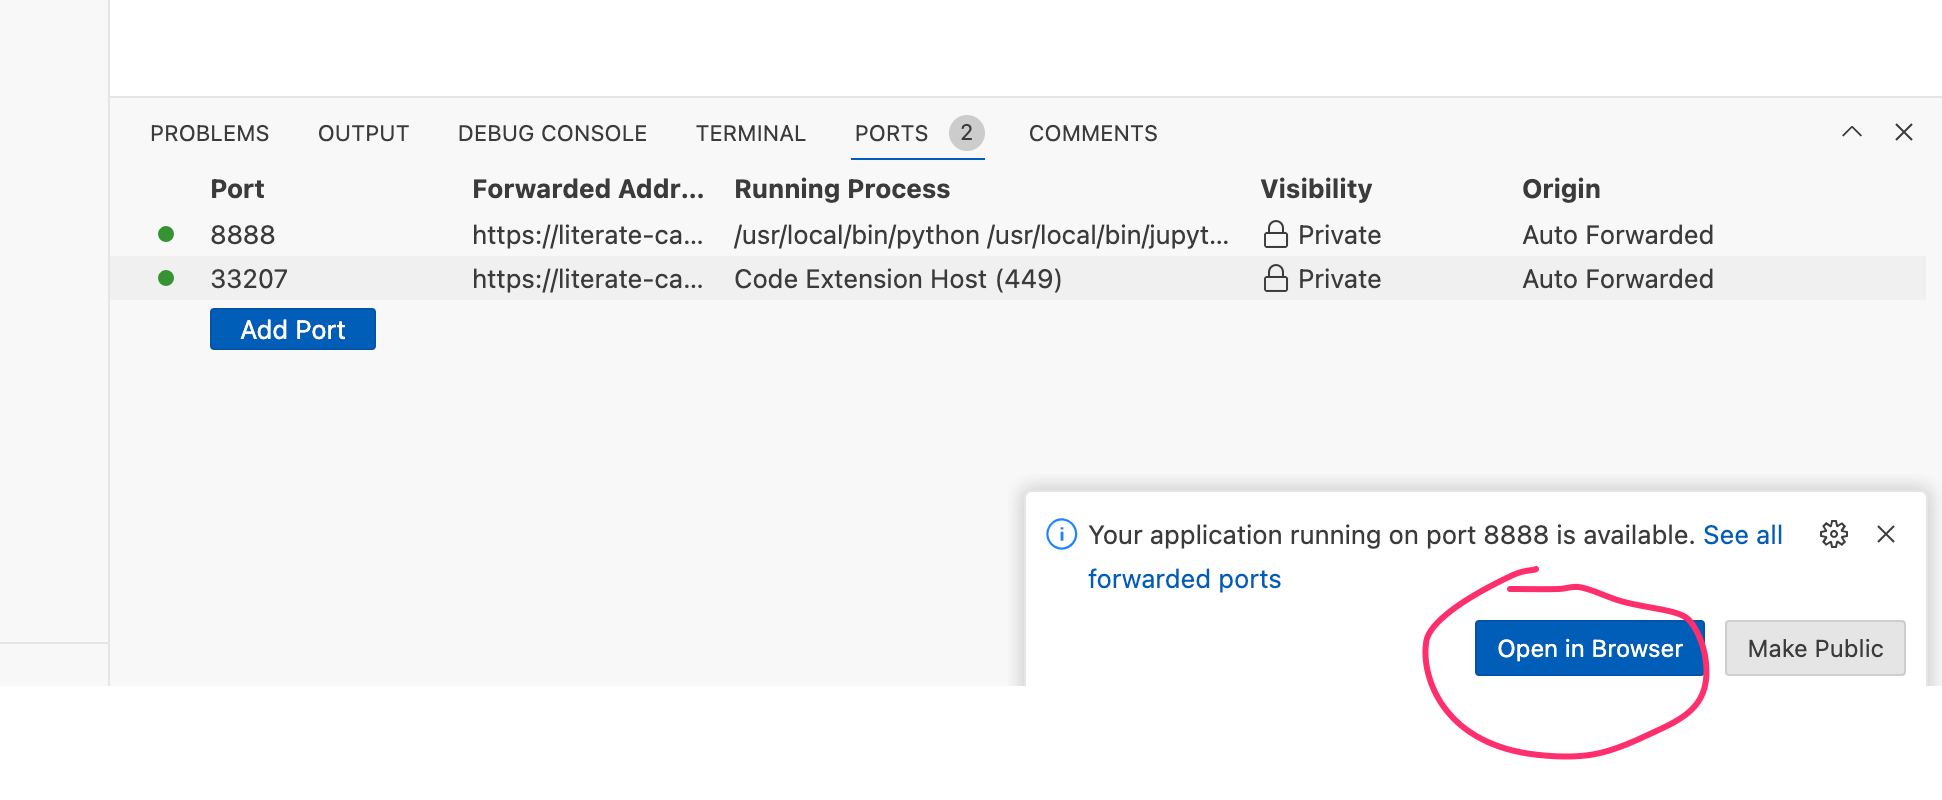 PROBLEMS OUTPUT DEBUG CONSOLE TERMINAL PORTS 2 COMMENTS
Port Forwarded Addr... Running Process Visibility Origin
8888 https://literate-ca... /usr/local/bin/python /usr/local/bin/jupyt... Private Auto Forwarded
33207 https://literate-ca... Code Extension Host (449) Private Auto Forwarded
Add Port
Your application running on port 8888 is available. See all
forwarded ports
Open in Browser Make Public